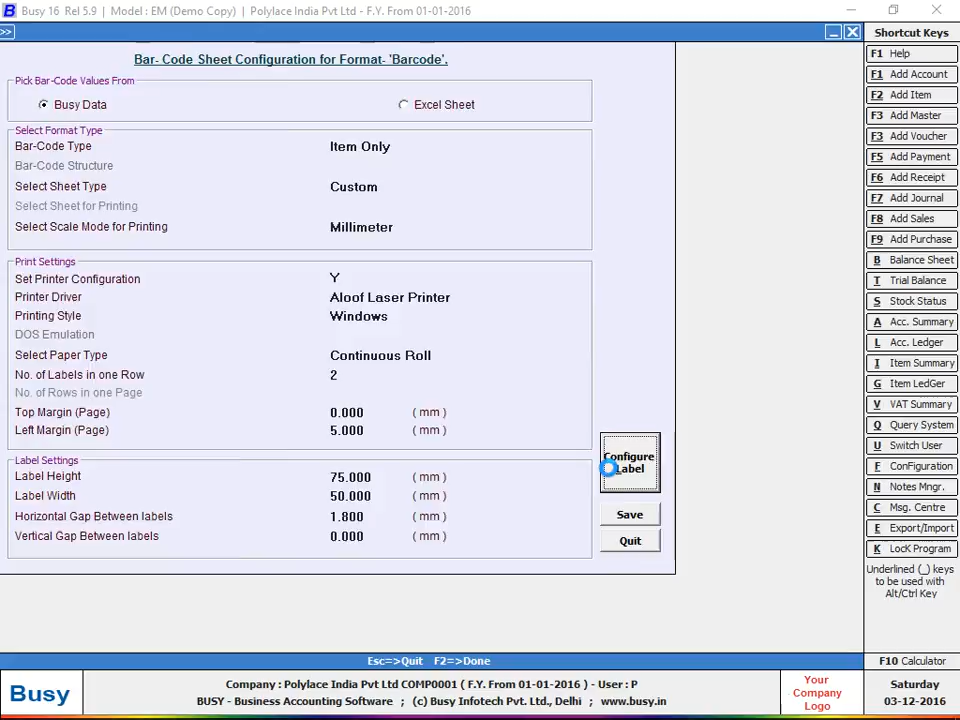 Busy 16 Rel 5.9 | Model : EM (Demo Copy) | Polylace India Pvt Ltd - F.Y. From 01-01-2016
>>
Bar- Code Sheet Configuration for Format- 'Barcode'.
Pick Bar-Code Values From
Busy Data
Excel Sheet
Select Format Type
Bar-Code Type Item Only
Bar-Code Structure
Select Sheet Type Custom
Select Sheet for Printing
Select Scale Mode for Printing Millimeter
Print Settings
Set Printer Configuration Y
Printer Driver Aloof Laser Printer
Printing Style Windows
DOS Emulation
Select Paper Type Continuous Roll
No. of Labels in one Row 2
No. of Rows in one Page
Top Margin (Page) 0.000 ( mm )
Left Margin (Page) 5.000 ( mm )
Label Settings
Label Height 75.000 ( mm )
Label Width 50.000 ( mm )
Horizontal Gap Between labels 1.800 ( mm )
Vertical Gap Between labels 0.000 ( mm )
Configure
Label
Save
Quit
Shortcut Keys
F1 Help
F1 Add Account
F2 Add Item
F3 Add Master
F3 Add Voucher
F5 Add Payment
F6 Add Receipt
F7 Add Journal
F8 Add Sales
F9 Add Purchase
B Balance Sheet
T Trial Balance
S Stock Status
A Acc. Summary
L Acc. Ledger
I Item Summary
G Item LedGer
V VAT Summary
Q Query System
U Switch User
F ConFiguration
N Notes Mngr.
C Msg. Centre
E Export/Import
K LocK Program
Underlined (_) keys
to be used with
Alt/Ctrl Key
Esc=>Quit F2=>Done
F10 Calculator
Busy
Company : Polylace India Pvt Ltd COMP0001 ( F.Y. From 01-01-2016 ) - User : P
BUSY - Business Accounting Software ; (c) Busy Infotech Pvt. Ltd., Delhi ; www.busy.in
Your
Company
Logo
Saturday
03-12-2016